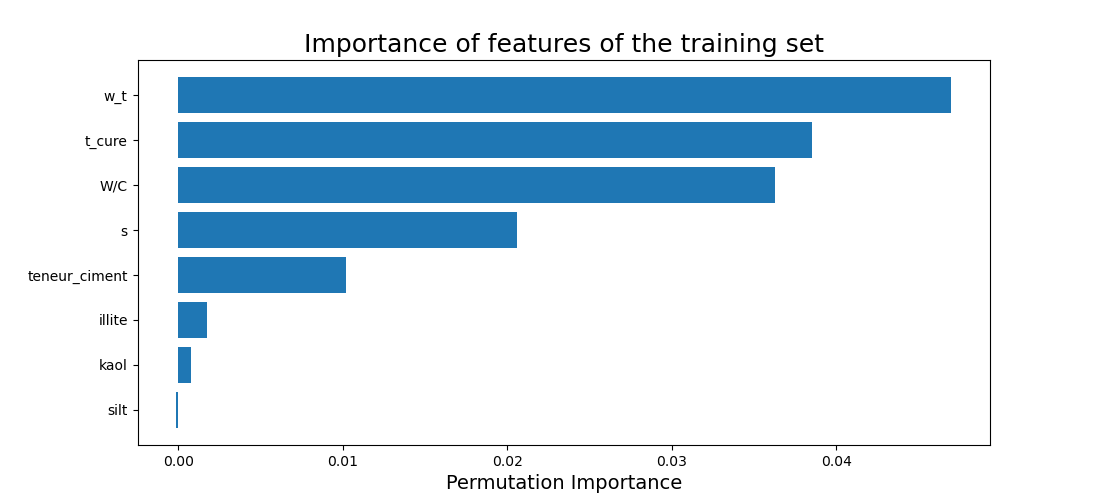 Importance of features of the training set
w_t
t_cure
W/C
s
teneur_ciment
illite
kaol
silt
0.00 0.01 0.02 0.03 0.04
Permutation Importance